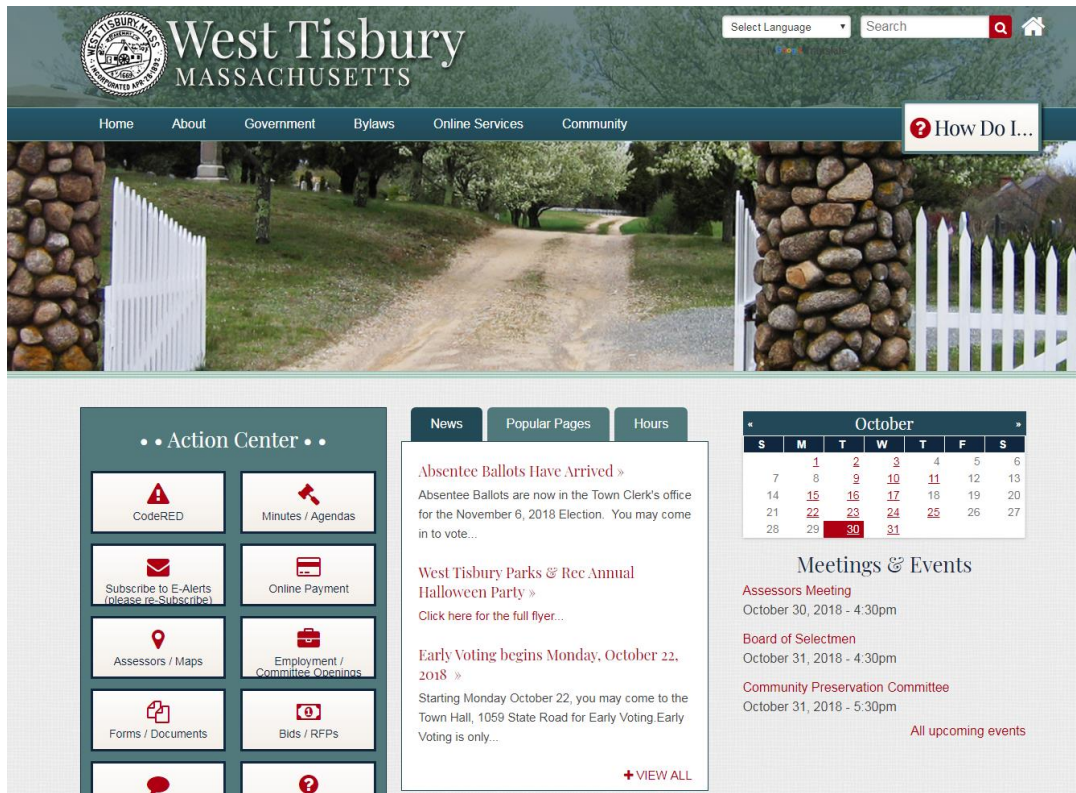 WEST TISBURY, MASS.
INCORPORATED APR. 28, 1892
West Tisbury
MASSACHUSETTS
Select Language
Search
Home About Government Bylaws Online Services Community
How Do I...
• • Action Center • •
CodeRED
Minutes / Agendas
Subscribe to E-Alerts
(please re-Subscribe)
Online Payment
Assessors / Maps
Employment /
Committee Openings
Forms / Documents
Bids / RFPs
News Popular Pages Hours
Absentee Ballots Have Arrived »
Absentee Ballots are now in the Town Clerk's office
for the November 6, 2018 Election. You may come
in to vote...
West Tisbury Parks & Rec Annual
Halloween Party »
Click here for the full flyer...
Early Voting begins Monday, October 22,
2018 »
Starting Monday October 22, you may come to the
Town Hall, 1059 State Road for Early Voting.Early
Voting is only...
+ VIEW ALL
« October »
S M T W T F S
1 2 3 4 5 6
7 8 9 10 11 12 13
14 15 16 17 18 19 20
21 22 23 24 25 26 27
28 29 30 31
Meetings & Events
Assessors Meeting
October 30, 2018 - 4:30pm
Board of Selectmen
October 31, 2018 - 4:30pm
Community Preservation Committee
October 31, 2018 - 5:30pm
All upcoming events